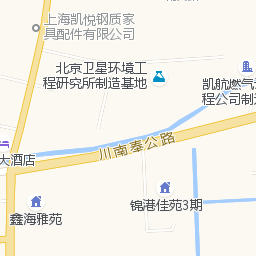 上海凯悦钢质家
具配件有限公司
北京卫星环境工
程研究所制造基地
凯航燃气
程公司制
川南奉公路
大酒店
鑫海雅苑
锦港佳苑3期